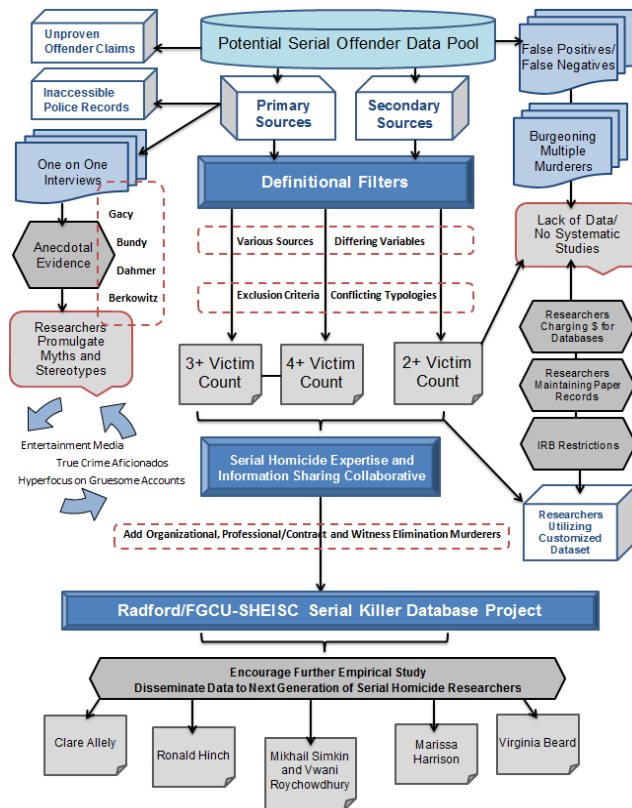 Unproven
Offender Claims
Potential Serial Offender Data Pool
False Positives/
False Negatives
Inaccessible
Police Records
Primary
Sources
Secondary
Sources
One on One
Interviews
Burgeoning
Multiple
Murderers
Definitional Filters
Gacy
Bundy
Dahmer
Berkowitz
Anecdotal
Evidence
Various Sources
Differing Variables
Lack of Data/
No Systematic
Studies
Exclusion Criteria
Conflicting Typologies
Researchers
Promulgate
Myths and
Stereotypes
Researchers
Charging $ for
Databases
3+ Victim
Count
4+ Victim
Count
2+ Victim
Count
Researchers
Maintaining Paper
Records
Entertainment Media
True Crime Aficionados
Hyperfocus on Gruesome Accounts
Serial Homicide Expertise and
Information Sharing Collaborative
IRB Restrictions
Add Organizational, Professional/Contract and Witness Elimination Murderers
Researchers
Utilizing
Customized
Dataset
Radford/FGCU-SHEISC Serial Killer Database Project
Encourage Further Empirical Study
Disseminate Data to Next Generation of Serial Homicide Researchers
Clare Allely
Ronald Hinch
Mikhail Simkin
and Vwani
Roychowdhury
Marissa
Harrison
Virginia Beard